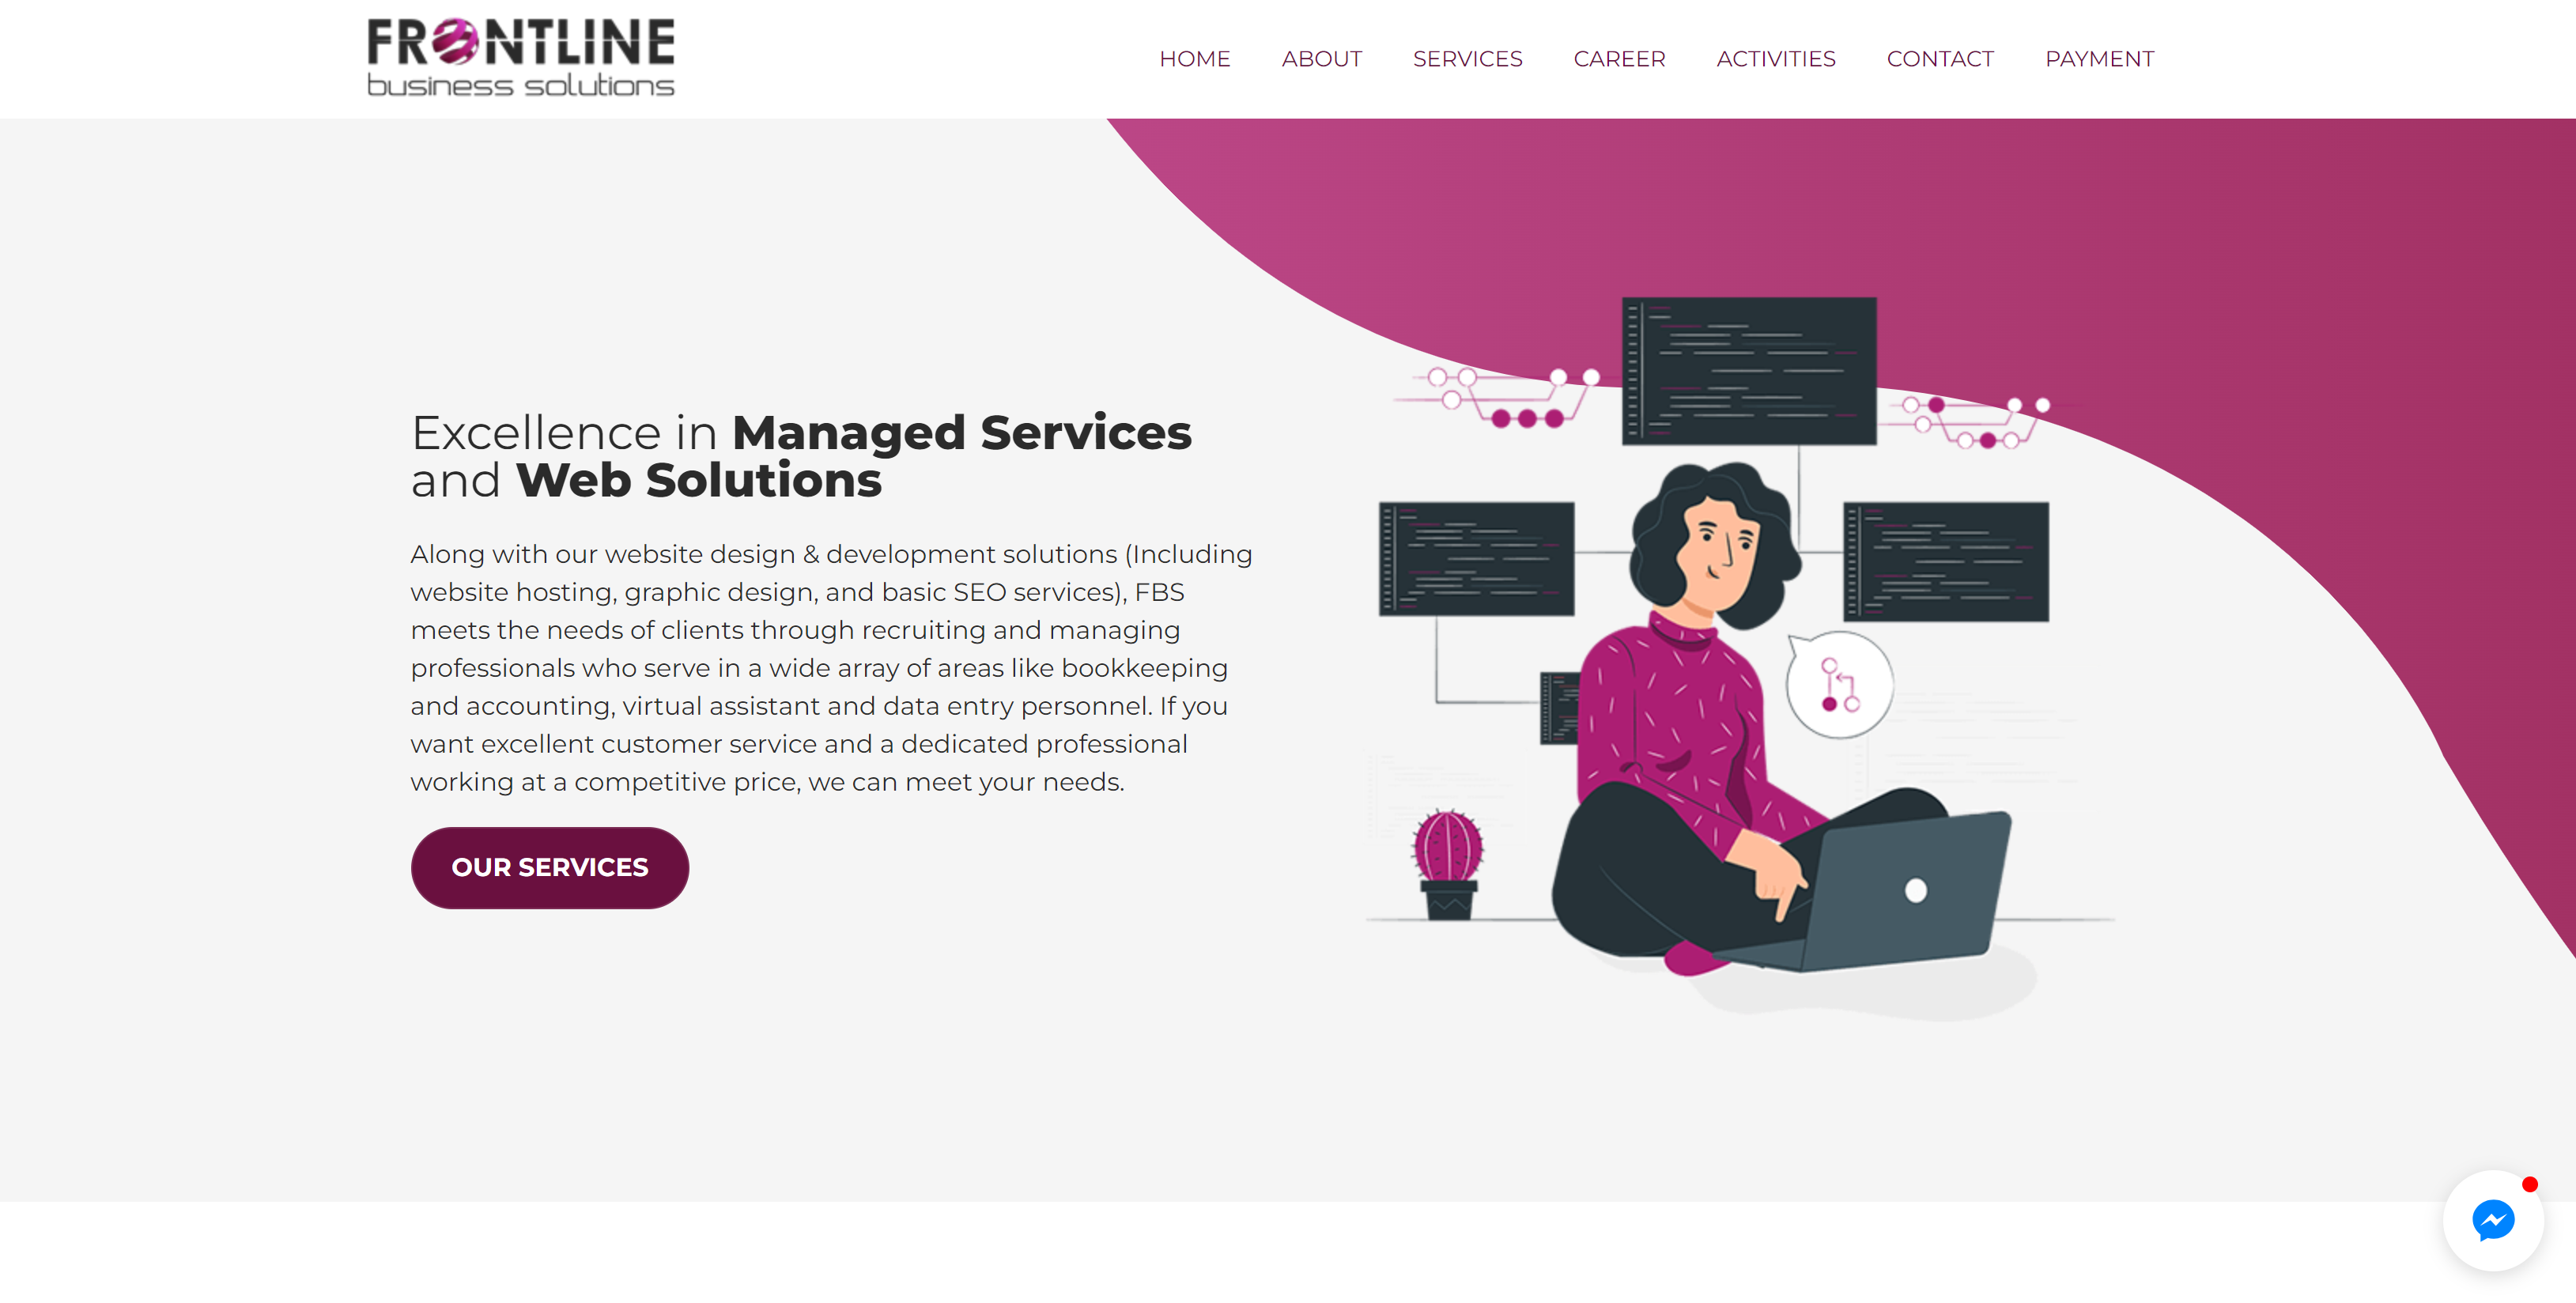 FRONTLINE
business solutions
HOME ABOUT SERVICES CAREER ACTIVITIES CONTACT PAYMENT
Excellence in Managed Services
and Web Solutions
Along with our website design & development solutions (Including
website hosting, graphic design, and basic SEO services), FBS
meets the needs of clients through recruiting and managing
professionals who serve in a wide array of areas like bookkeeping
and accounting, virtual assistant and data entry personnel. If you
want excellent customer service and a dedicated professional
working at a competitive price, we can meet your needs.
OUR SERVICES